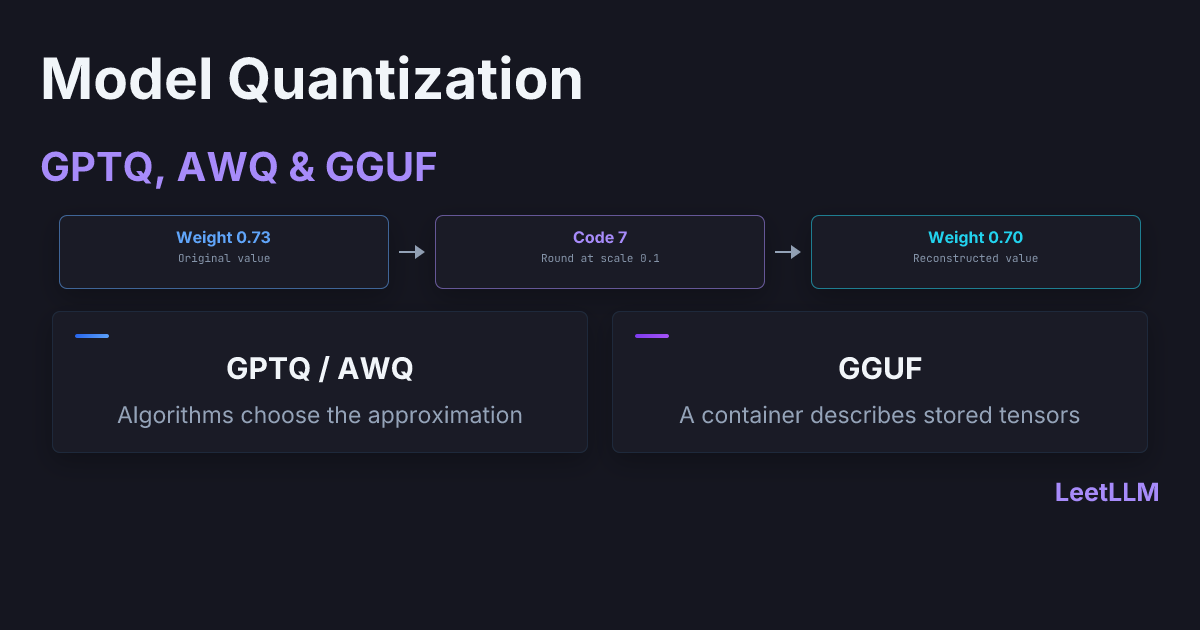 Model Quantization
GPTQ, AWQ & GGUF
Weight 0.73
Original value
Code 7
Round at scale 0.1
Weight 0.70
Reconstructed value
GPTQ / AWQ
Algorithms choose the approximation
GGUF
A container describes stored tensors
LeetLLM